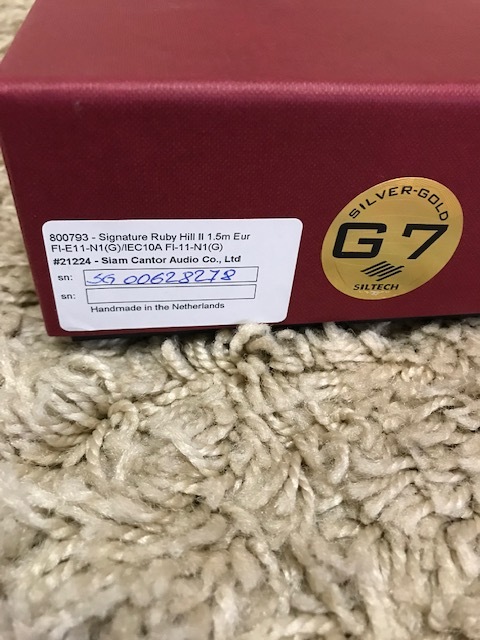 800793 - Signature Ruby Hill II 1.5m Eur
FI-E11-N1(G)/IEC10A FI-11-N1(G)
#21224 - Siam Cantor Audio Co., Ltd
sn: SG 00628278
sn:
Handmade in the Netherlands
SILVER-GOLD
G7
SILTECH